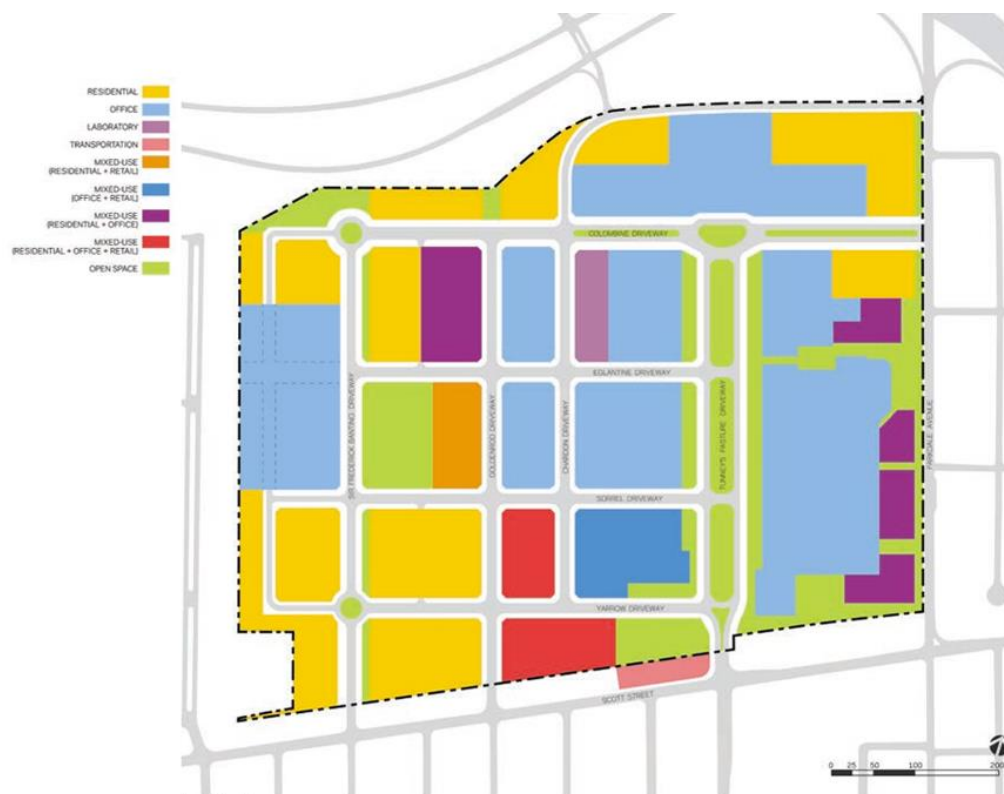 RESIDENTIAL
OFFICE
LABORATORY
TRANSPORTATION
MIXED-USE
(RESIDENTIAL + RETAIL)
MIXED-USE
(OFFICE + RETAIL)
MIXED-USE
(RESIDENTIAL + OFFICE)
MIXED-USE
(RESIDENTIAL + OFFICE + RETAIL)
OPEN SPACE
COLOMBINE DRIVEWAY
EGLANTINE DRIVEWAY
SIR FREDERICK BANTING DRIVEWAY
GOLDENROD DRIVEWAY
CHARDON DRIVEWAY
TUNNEY'S PASTURE DRIVEWAY
PARKDALE AVENUE
SORREL DRIVEWAY
YARROW DRIVEWAY
SCOTT STREET
0 25 50 100 200